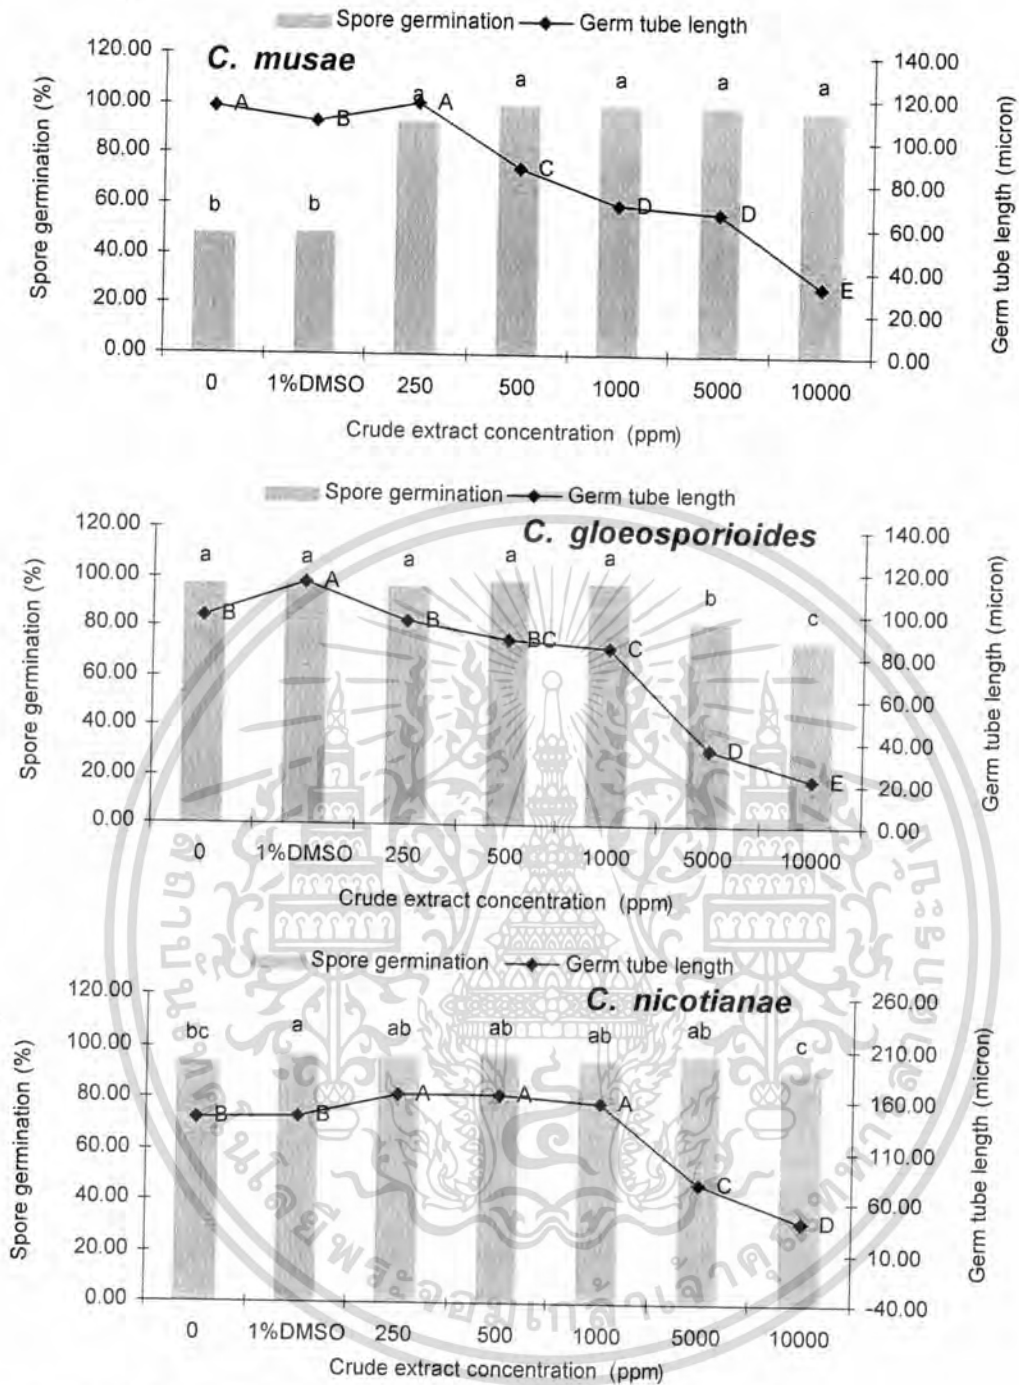 Spore germination Germ tube length
C. musae
Spore germination (%)
120.00
100.00
80.00
60.00
40.00
20.00
0.00
b b a a a a a
A B A C D D E
140.00
120.00
100.00
80.00
60.00
40.00
20.00
0.00
Germ tube length (micron)
0 1%DMSO 250 500 1000 5000 10000
Crude extract concentration (ppm)
Spore germination Germ tube length
C. gloeosporioides
Spore germination (%)
120.00
100.00
80.00
60.00
40.00
20.00
0.00
a a a a a b c
B A B BC C D E
140.00
120.00
100.00
80.00
60.00
40.00
20.00
0.00
Germ tube length (micron)
0 1%DMSO 250 500 1000 5000 10000
Crude extract concentration (ppm)
Spore germination Germ tube length
C. nicotianae
Spore germination (%)
120.00
100.00
80.00
60.00
40.00
20.00
0.00
bc a ab ab ab ab c
B B A A A C D
260.00
210.00
160.00
110.00
60.00
10.00
-40.00
Germ tube length (micron)
0 1%DMSO 250 500 1000 5000 10000
Crude extract concentration (ppm)